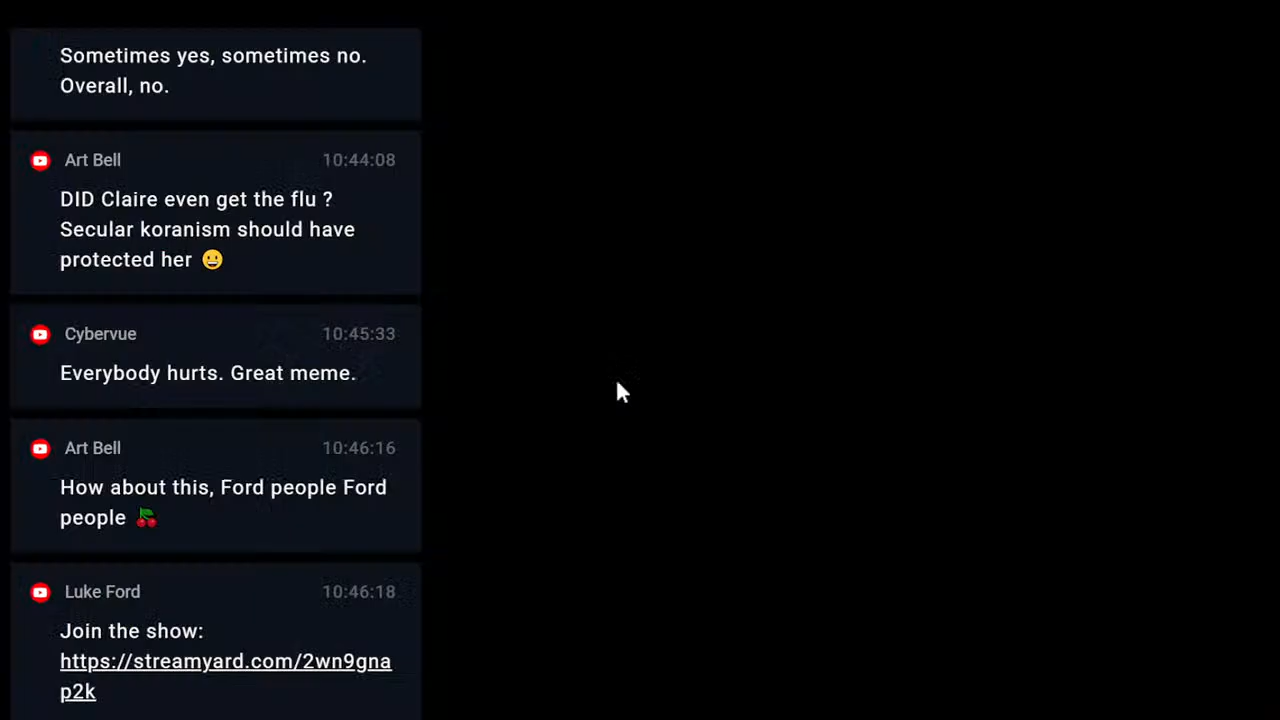 Sometimes yes, sometimes no.
Overall, no.
Art Bell 10:44:08
DID Claire even get the flu ?
Secular koranism should have
protected her 😀
Cybervue 10:45:33
Everybody hurts. Great meme.
Art Bell 10:46:16
How about this, Ford people Ford
people 🍒
Luke Ford 10:46:18
Join the show:
https://streamyard.com/2wn9gna
p2k